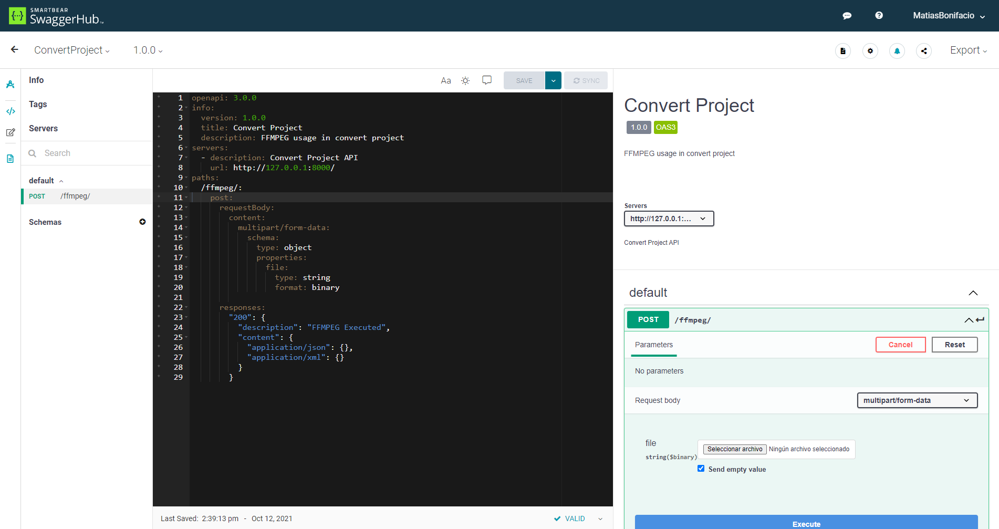 SMARTBEAR
SwaggerHub™
MatiasBonifacio
ConvertProject
1.0.0
Export
Info
Tags
Servers
Search
default
POST /ffmpeg/
Schemas
Aa
SAVE
SYNC
1 openapi: 3.0.0
2 info:
3 version: 1.0.0
4 title: Convert Project
5 description: FFMPEG usage in convert project
6 servers:
7 - description: Convert Project API
8 url: http://127.0.0.1:8000/
9 paths:
10 /ffmpeg/:
11 post:
12 requestBody:
13 content:
14 multipart/form-data:
15 schema:
16 type: object
17 properties:
18 file:
19 type: string
20 format: binary
21
22 responses:
23 "200": {
24 "description": "FFMPEG Executed",
25 "content": {
26 "application/json": {},
27 "application/xml": {}
28 }
29 }
Last Saved: 2:39:13 pm - Oct 12, 2021
VALID
Convert Project
1.0.0 OAS3
FFMPEG usage in convert project
Servers
http://127.0.0.1:...
Convert Project API
default
POST /ffmpeg/
Parameters
Cancel
Reset
No parameters
Request body
multipart/form-data
file
string($binary)
Seleccionar archivo Ningún archivo seleccionado
Send empty value
Execute